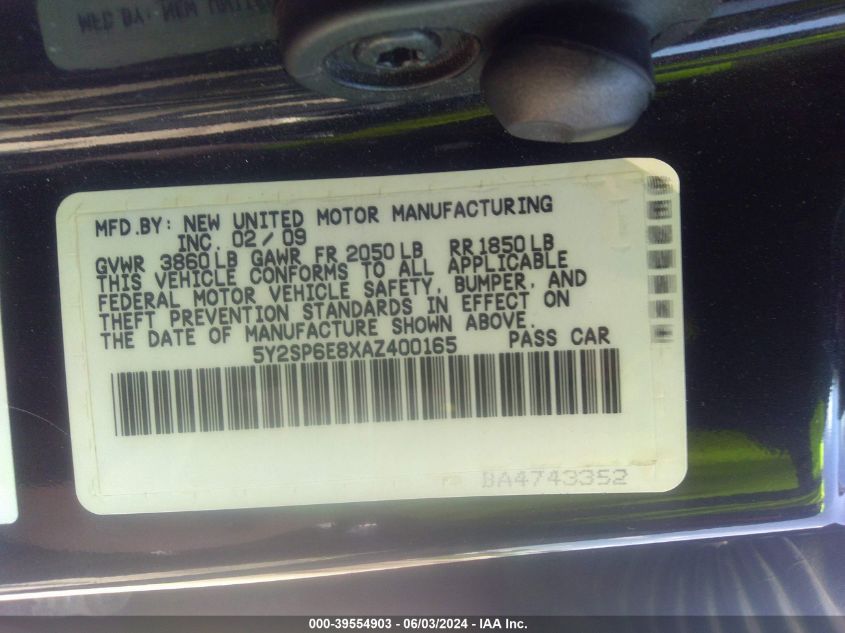 MFD.BY: NEW UNITED MOTOR MANUFACTURING
INC. 02/09
GVWR 3860LB GAWR FR 2050LB RR1850LB
THIS VEHICLE CONFORMS TO ALL APPLICABLE
FEDERAL MOTOR VEHICLE SAFETY, BUMPER, AND
THEFT PREVENTION STANDARDS IN EFFECT ON
THE DATE OF MANUFACTURE SHOWN ABOVE.
5Y2SP6E8XAZ400165 PASS CAR
BA4743352
000-39554903 - 06/03/2024 - IAA Inc.